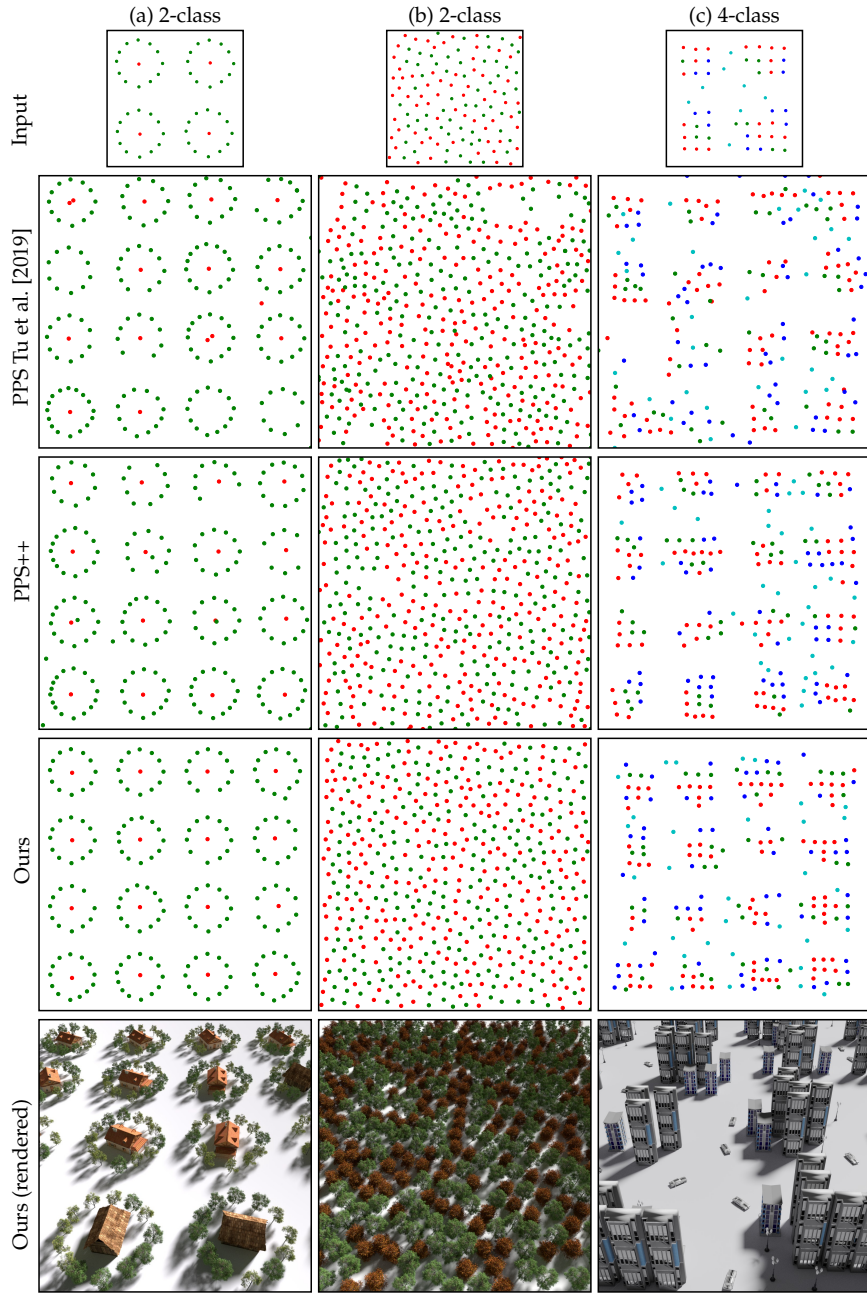 (a) 2-class
(b) 2-class
(c) 4-class
Input
PPS Tu et al. [2019]
PPS++
Ours
Ours (rendered)